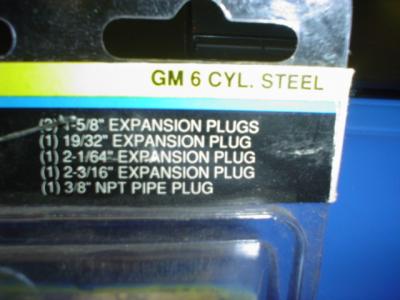 GM 6 CYL. STEEL
(3) 1-5/8" EXPANSION PLUGS
(1) 19/32" EXPANSION PLUG
(1) 2-1/64" EXPANSION PLUG
(1) 2-3/16" EXPANSION PLUG
(1) 3/8" NPT PIPE PLUG